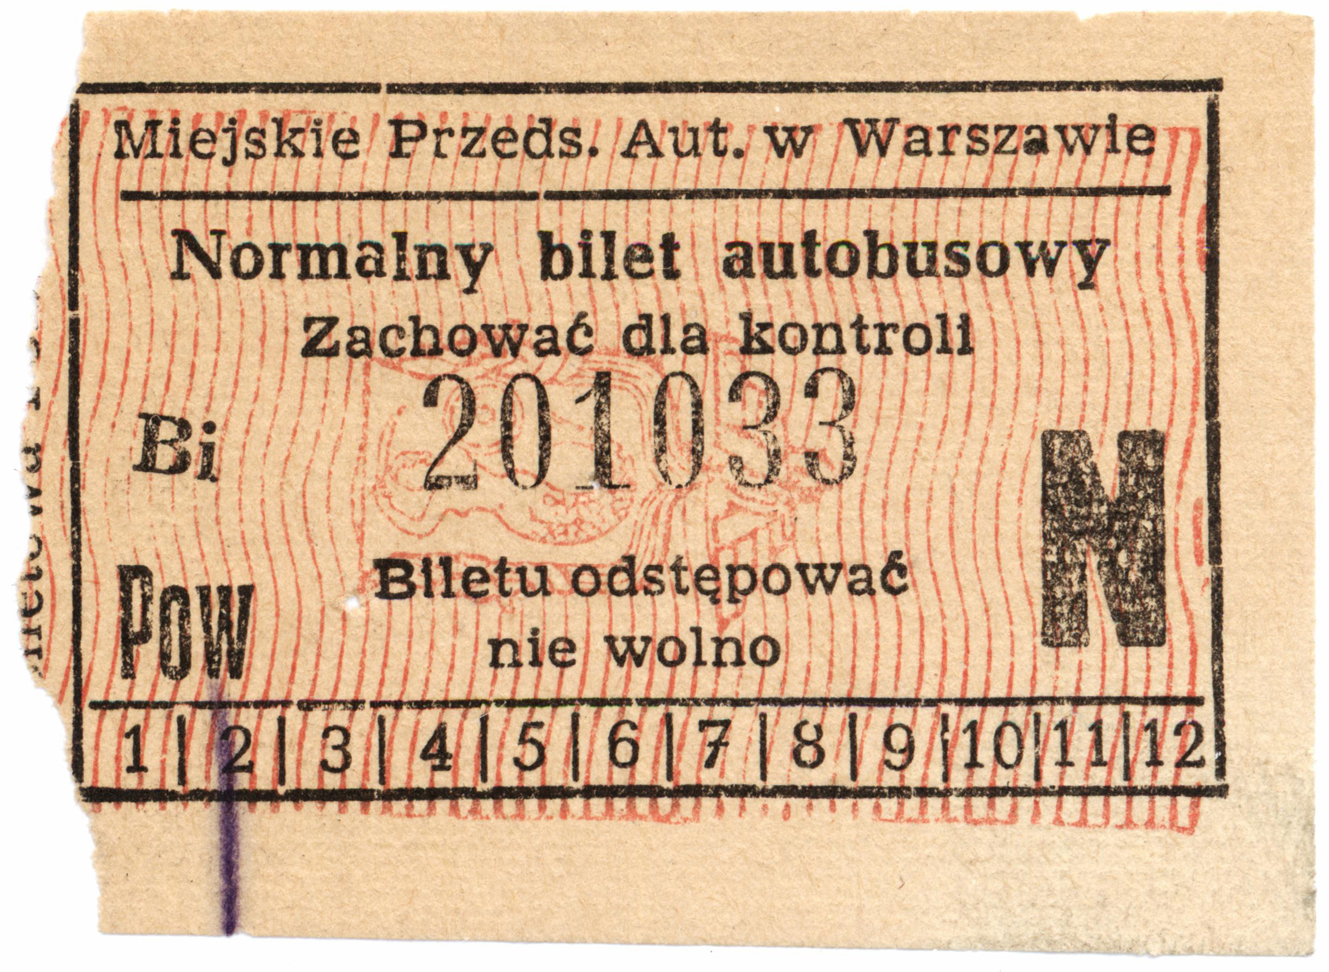 Miejskie Przeds. Aut. w Warszawie
Normalny bilet autobusowy
Zachować dla kontroli
201033
Bi
N
Pow
Biletu odstępować
nie wolno
1|2|3|4|5|6|7|8|9|10|11|12